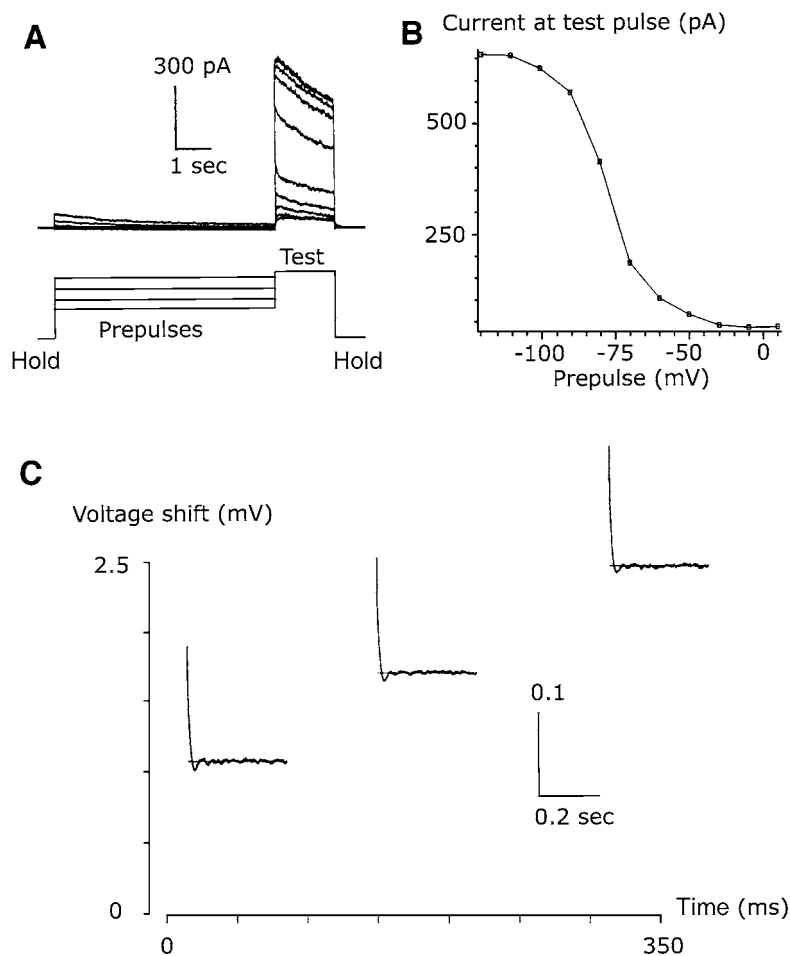 A
300 pA
1 sec
Test
Prepulses
Hold
Hold
B
Current at test pulse (pA)
500
250
-100
-75
-50
0
Prepulse (mV)
C
Voltage shift (mV)
2.5
0.1
0.2 sec
0
Time (ms)
0
350